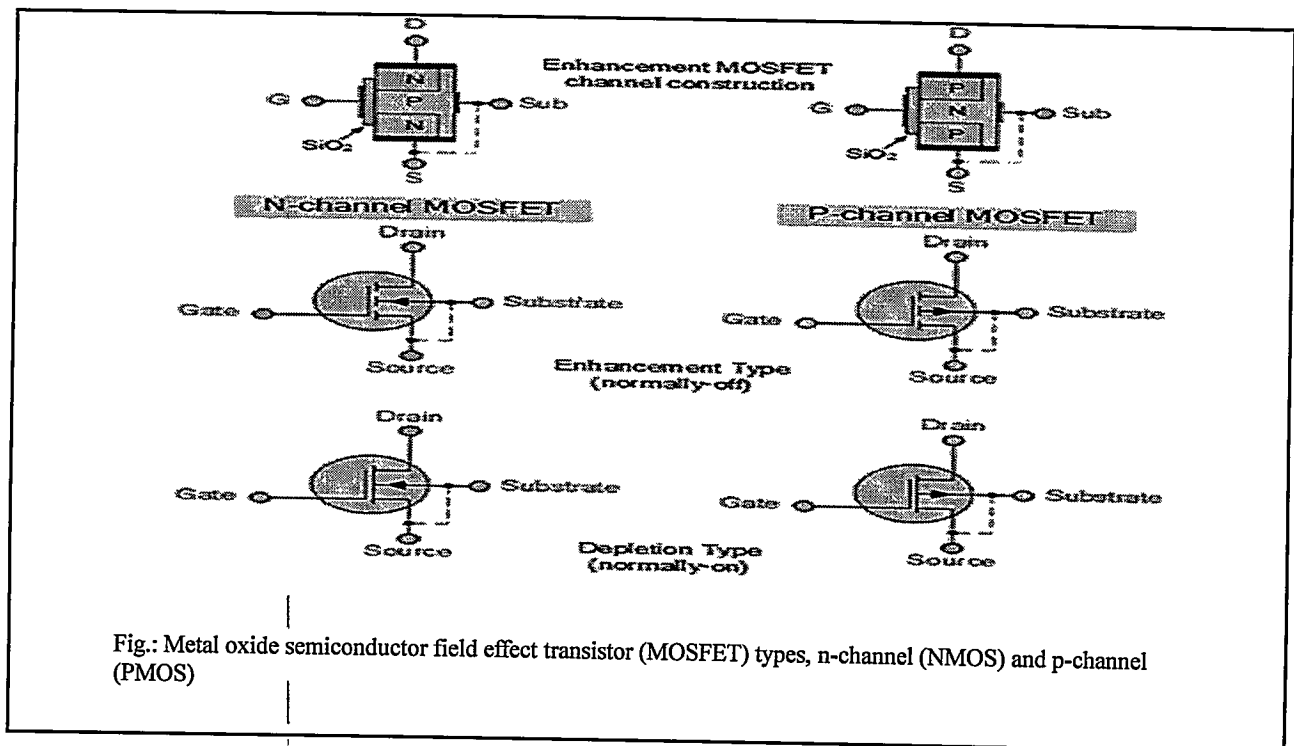 D
D
Enhancement MOSFET
channel construction
N
P
N
G
Sub
SiO₂
S
P
N
P
G
Sub
SiO₂
S
N-channel MOSFET
P-channel MOSFET
Drain
Drain
Gate
Substrate
Gate
Substrate
Source
Enhancement Type
(normally-off)
Source
Drain
Drain
Gate
Substrate
Gate
Substrate
Source
Depletion Type
(normally-on)
Source
Fig.: Metal oxide semiconductor field effect transistor (MOSFET) types, n-channel (NMOS) and p-channel
(PMOS)